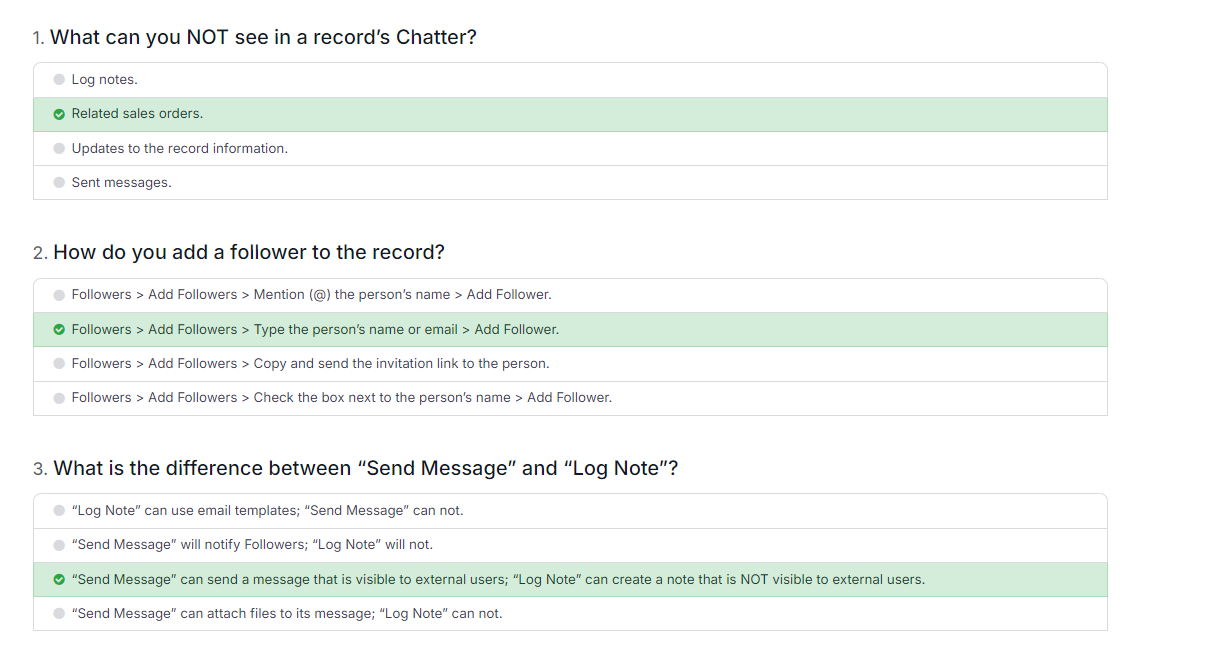 1. What can you NOT see in a record’s Chatter?
Log notes.
Related sales orders.
Updates to the record information.
Sent messages.
2. How do you add a follower to the record?
Followers > Add Followers > Mention (@) the person’s name > Add Follower.
Followers > Add Followers > Type the person’s name or email > Add Follower.
Followers > Add Followers > Copy and send the invitation link to the person.
Followers > Add Followers > Check the box next to the person’s name > Add Follower.
3. What is the difference between “Send Message” and “Log Note”?
“Log Note” can use email templates; “Send Message” can not.
“Send Message” will notify Followers; “Log Note” will not.
“Send Message” can send a message that is visible to external users; “Log Note” can create a note that is NOT visible to external users.
“Send Message” can attach files to its message; “Log Note” can not.